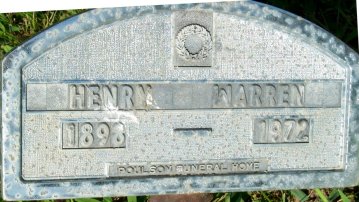 HENRY WARREN
1898 — 1972
POULSON FUNERAL HOME